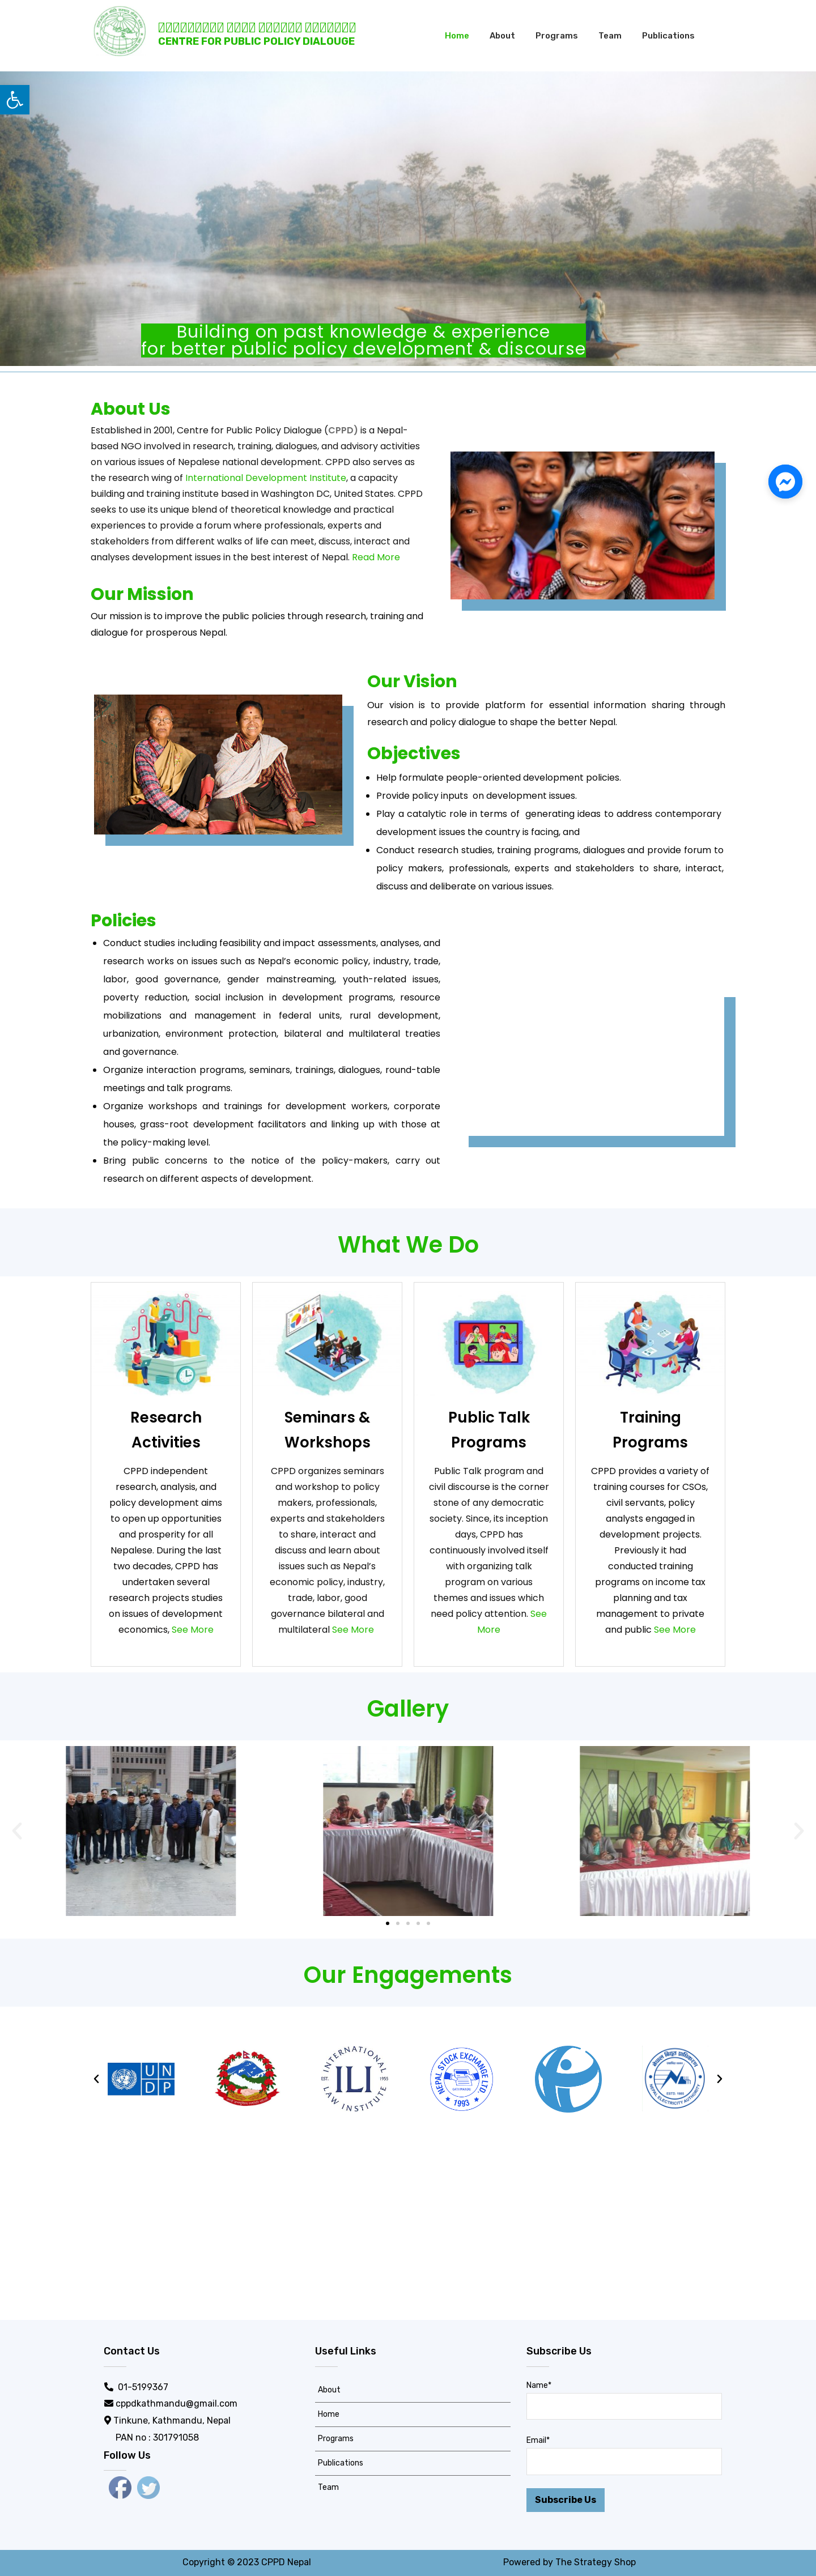 CENTRE FOR PUBLIC POLICY DIALOUGE
Home
About
Programs
Team
Publications
Building on past knowledge & experience
for better public policy development & discourse
About Us
Established in 2001, Centre for Public Policy Dialogue (CPPD) is a Nepal-
based NGO involved in research, training, dialogues, and advisory activities
on various issues of Nepalese national development. CPPD also serves as
the research wing of International Development Institute, a capacity
building and training institute based in Washington DC, United States. CPPD
seeks to use its unique blend of theoretical knowledge and practical
experiences to provide a forum where professionals, experts and
stakeholders from different walks of life can meet, discuss, interact and
analyses development issues in the best interest of Nepal. Read More
Our Mission
Our mission is to improve the public policies through research, training and
dialogue for prosperous Nepal.
Our Vision
Our vision is to provide platform for essential information sharing through
research and policy dialogue to shape the better Nepal.
Objectives
Help formulate people-oriented development policies.
Provide policy inputs on development issues.
Play a catalytic role in terms of generating ideas to address contemporary
development issues the country is facing, and
Conduct research studies, training programs, dialogues and provide forum to
policy makers, professionals, experts and stakeholders to share, interact,
discuss and deliberate on various issues.
Policies
Conduct studies including feasibility and impact assessments, analyses, and
research works on issues such as Nepal's economic policy, industry, trade,
labor, good governance, gender mainstreaming, youth-related issues,
poverty reduction, social inclusion in development programs, resource
mobilizations and management in federal units, rural development,
urbanization, environment protection, bilateral and multilateral treaties
and governance.
Organize interaction programs, seminars, trainings, dialogues, round-table
meetings and talk programs.
Organize workshops and trainings for development workers, corporate
houses, grass-root development facilitators and linking up with those at
the policy-making level.
Bring public concerns to the notice of the policy-makers, carry out
research on different aspects of development.
What We Do
Research
Activities
CPPD independent
research, analysis, and
policy development aims
to open up opportunities
and prosperity for all
Nepalese. During the last
two decades, CPPD has
undertaken several
research projects studies
on issues of development
economics, See More
Seminars &
Workshops
CPPD organizes seminars
and workshop to policy
makers, professionals,
experts and stakeholders
to share, interact and
discuss and learn about
issues such as Nepal's
economic policy, industry,
trade, labor, good
governance bilateral and
multilateral See More
Public Talk
Programs
Public Talk program and
civil discourse is the corner
stone of any democratic
society. Since, its inception
days, CPPD has
continuously involved itself
with organizing talk
program on various
themes and issues which
need policy attention. See
More
Training
Programs
CPPD provides a variety of
training courses for CSOs,
civil servants, policy
analysts engaged in
development projects.
Previously it had
conducted training
programs on income tax
planning and tax
management to private
and public See More
Gallery
Our Engagements
U N
D P
INTERNATIONAL
EST. ILI 1955
LAW INSTITUTE
NEPAL STOCK EXCHANGE LTD
1993
NEPAL ELECTRICITY AUTHORITY
Contact Us
01-5199367
cppdkathmandu@gmail.com
Tinkune, Kathmandu, Nepal
PAN no : 301791058
Follow Us
Useful Links
About
Home
Programs
Publications
Team
Subscribe Us
Name*
Email*
Subscribe Us
Copyright © 2023 CPPD Nepal
Powered by The Strategy Shop